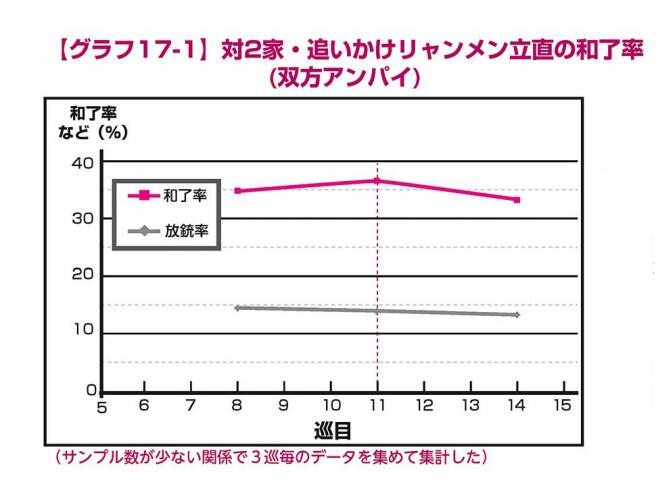 【グラフ17-1】対2家・追いかけリャンメン立直の和了率
(双方アンパイ)
和了率
など(%)
40
30
20
10
0
和了率
放銃率
5 6 7 8 9 10 11 12 13 14 15
巡目
(サンプル数が少ない関係で3巡毎のデータを集めて集計した)